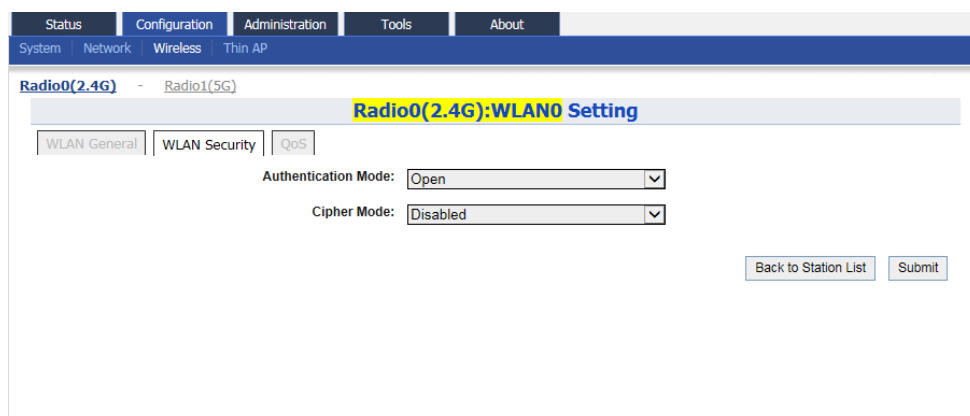 Status Configuration Administration Tools About
System Network Wireless Thin AP
Radio0(2.4G) - Radio1(5G)
Radio0(2.4G):WLAN0 Setting
WLAN General WLAN Security QoS
Authentication Mode: Open
Cipher Mode: Disabled
Back to Station List Submit